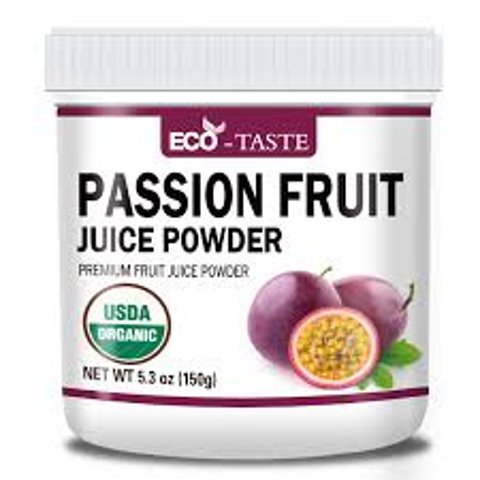 ECO - TASTE
PASSION FRUIT
JUICE POWDER
PREMIUM FRUIT JUICE POWDER
USDA
ORGANIC
NET WT 5.3 oz (150g)